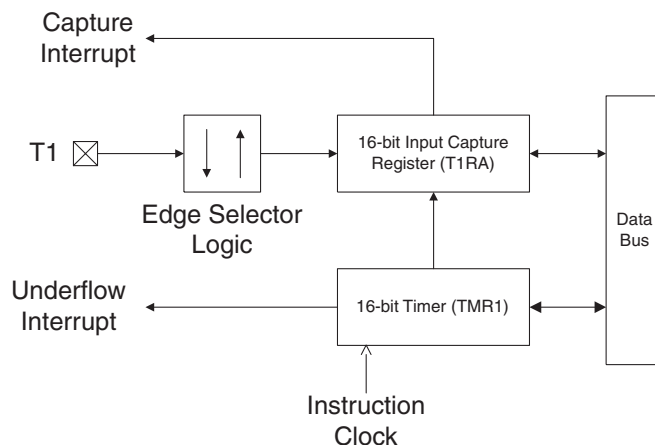 Capture
Interrupt
T1
16-bit Input Capture
Register (T1RA)
Edge Selector
Logic
Data
Bus
Underflow
Interrupt
16-bit Timer (TMR1)
Instruction
Clock